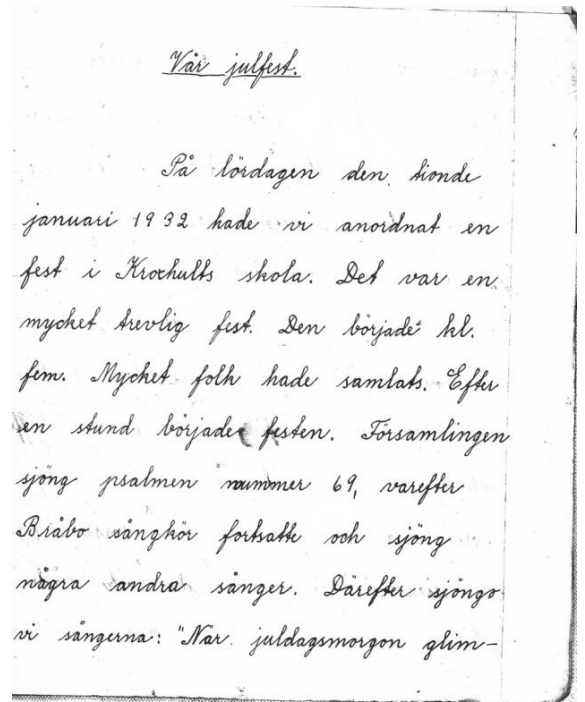 Vår julfest.
På lördagen den tionde
januari 1932 hade vi anordnat en
fest i Krokhults skola. Det var en
mycket trevlig fest. Den började kl.
fem. Mycket folk hade samlats. Efter
en stund började festen. Församlingen
sjöng psalmen nummer 69, varefter
Bråbo sångkör fortsatte och sjöng
några andra sånger. Därefter sjöngo
vi sångerna: "När juldagsmorgon glim-